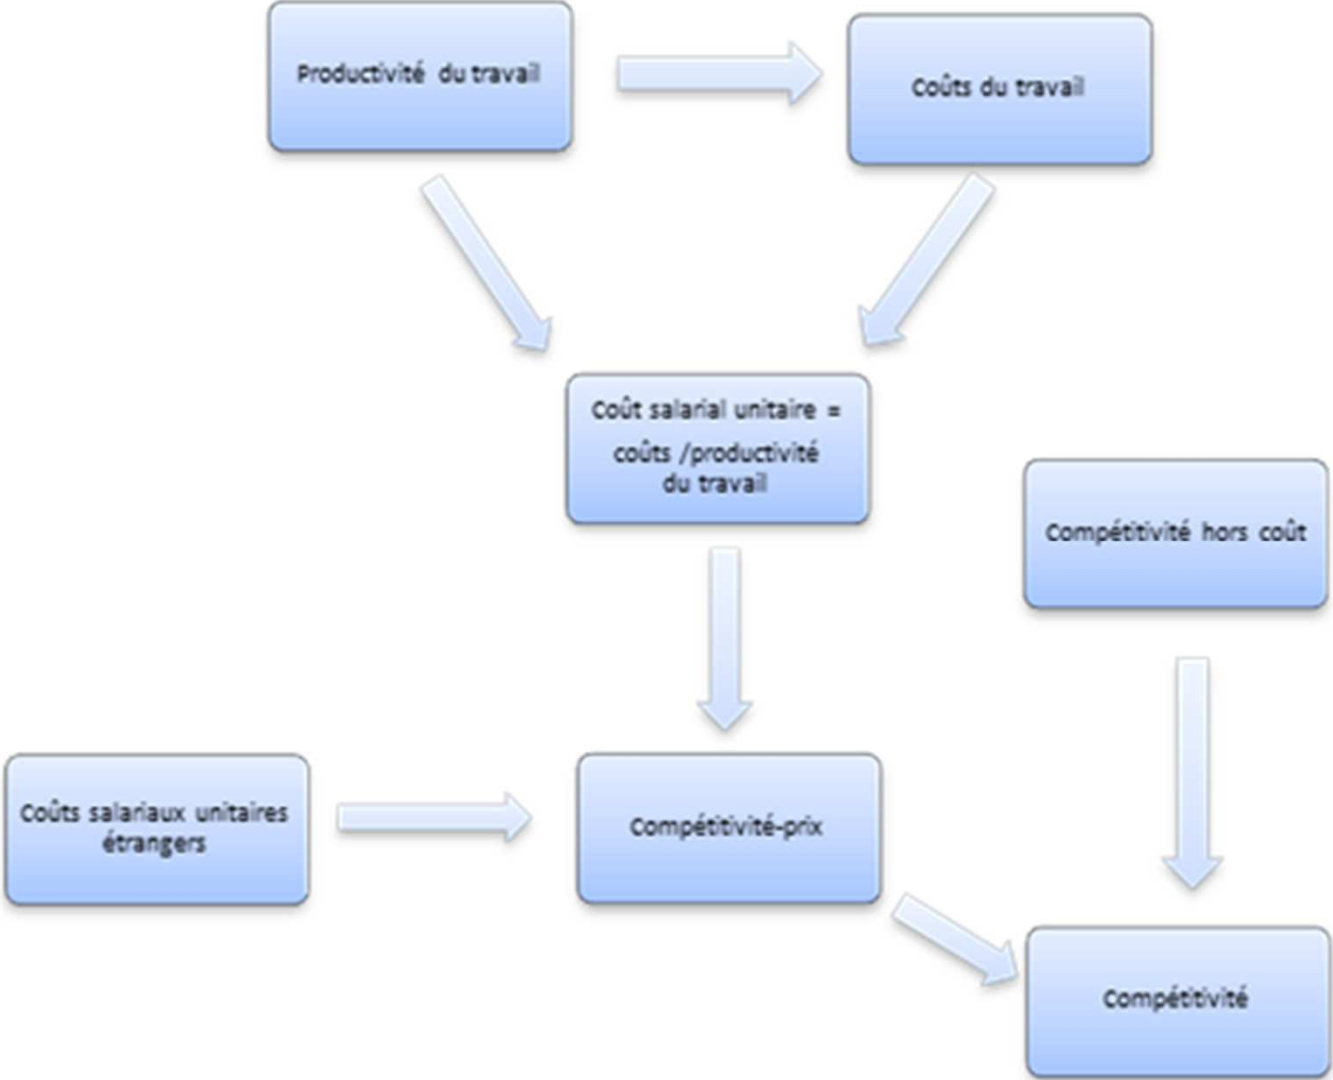 Productivité du travail
Coûts du travail
Coût salarial unitaire =
coûts /productivité
du travail
Compétitivité hors coût
Coûts salariaux unitaires
étrangers
Compétitivité-prix
Compétitivité